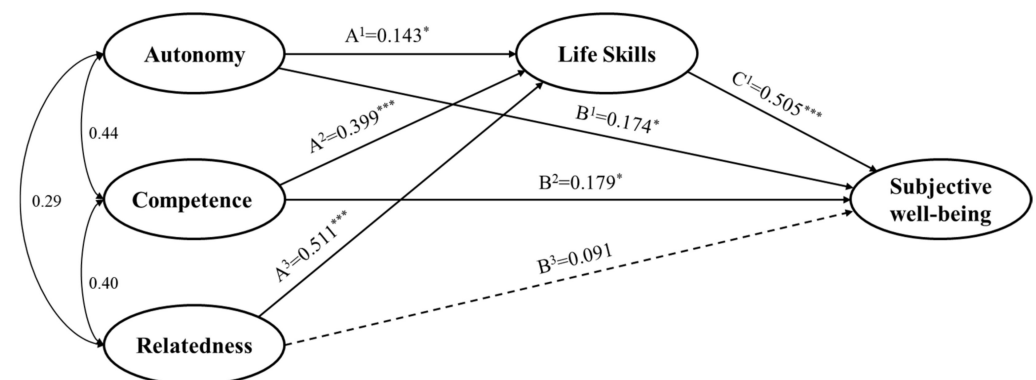 Autonomy
A¹=0.143*
Life Skills
C¹=0.505***
B¹=0.174*
0.44
A²=0.399***
0.29
Competence
B²=0.179*
Subjective
well-being
A³=0.511***
0.40
B³=0.091
Relatedness